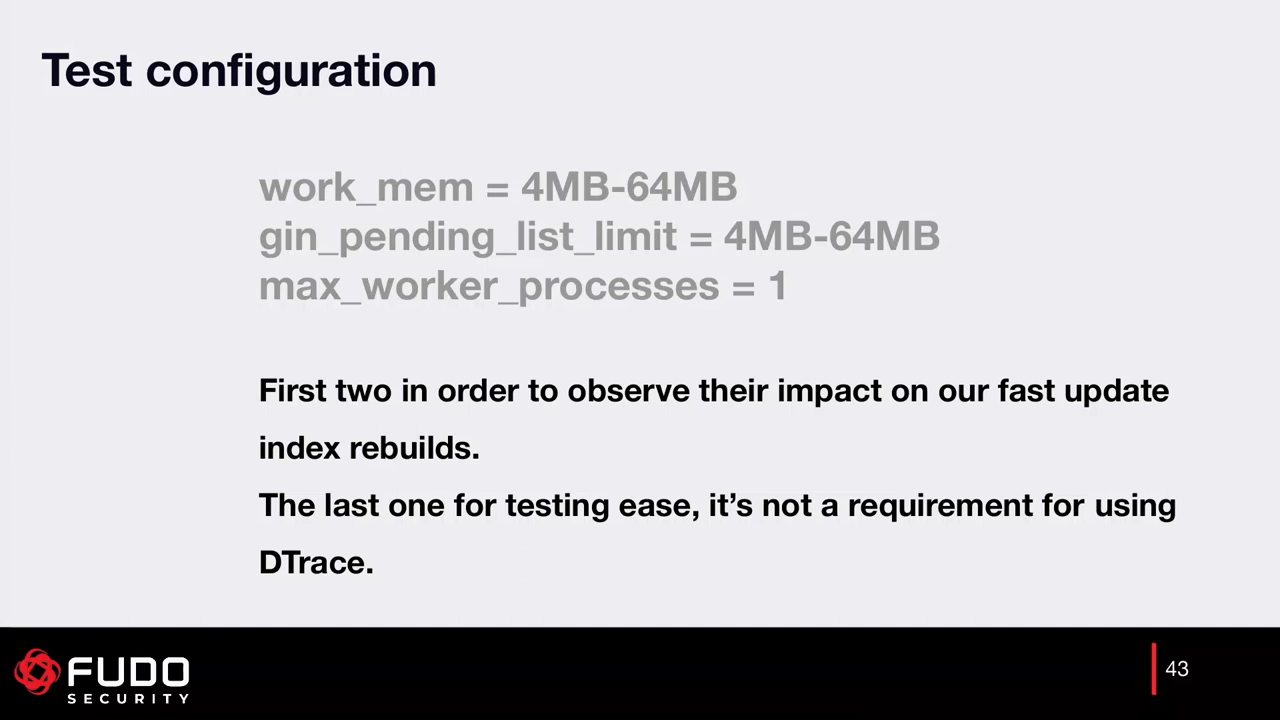 Test configuration
work_mem = 4MB-64MB
gin_pending_list_limit = 4MB-64MB
max_worker_processes = 1
First two in order to observe their impact on our fast update
index rebuilds.
The last one for testing ease, it’s not a requirement for using
DTrace.
FUDO
SECURITY
43